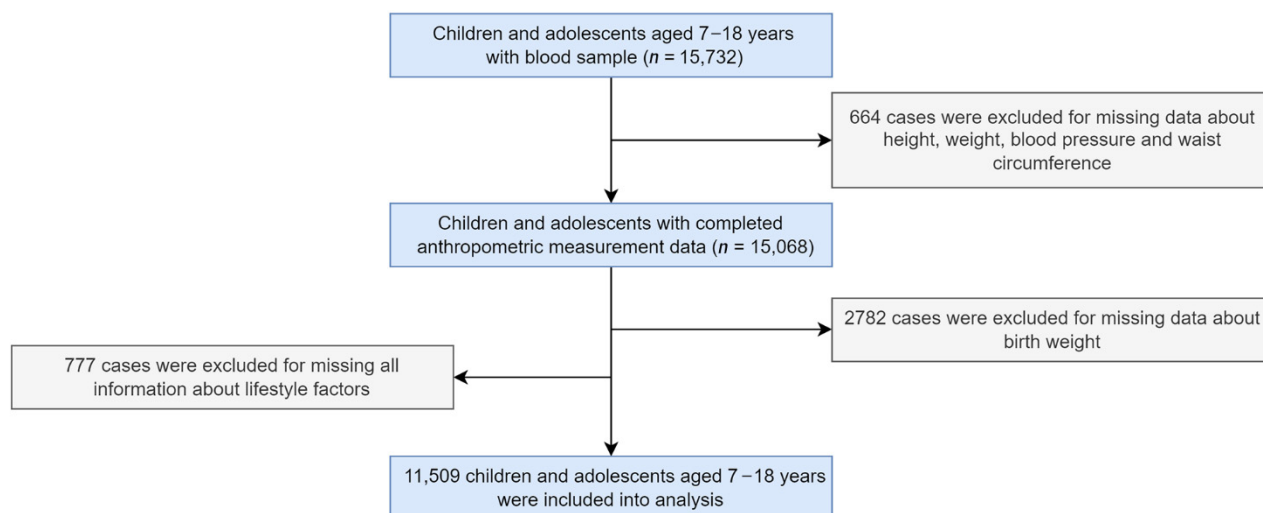 Children and adolescents aged 7–18 years
with blood sample (n = 15,732)
664 cases were excluded for missing data about
height, weight, blood pressure and waist
circumference
Children and adolescents with completed
anthropometric measurement data (n = 15,068)
2782 cases were excluded for missing data about
birth weight
777 cases were excluded for missing all
information about lifestyle factors
11,509 children and adolescents aged 7–18 years
were included into analysis